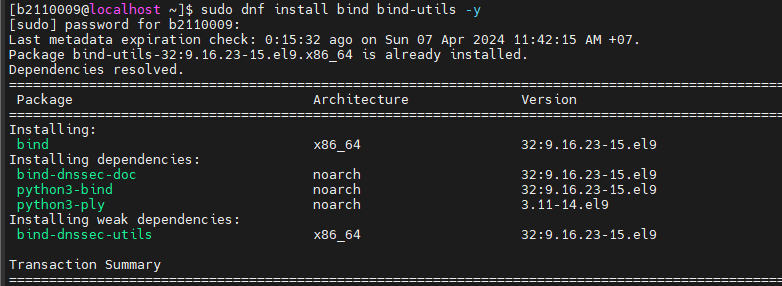 [b2110009@localhost ~]$ sudo dnf install bind bind-utils -y
[sudo] password for b2110009:
Last metadata expiration check: 0:15:32 ago on Sun 07 Apr 2024 11:42:15 AM +07.
Package bind-utils-32:9.16.23-15.el9.x86_64 is already installed.
Dependencies resolved.
================================================================================================
Package Architecture Version
================================================================================================
Installing:
bind x86_64 32:9.16.23-15.el9
Installing dependencies:
bind-dnssec-doc noarch 32:9.16.23-15.el9
python3-bind noarch 32:9.16.23-15.el9
python3-ply noarch 3.11-14.el9
Installing weak dependencies:
bind-dnssec-utils x86_64 32:9.16.23-15.el9
Transaction Summary
================================================================================================